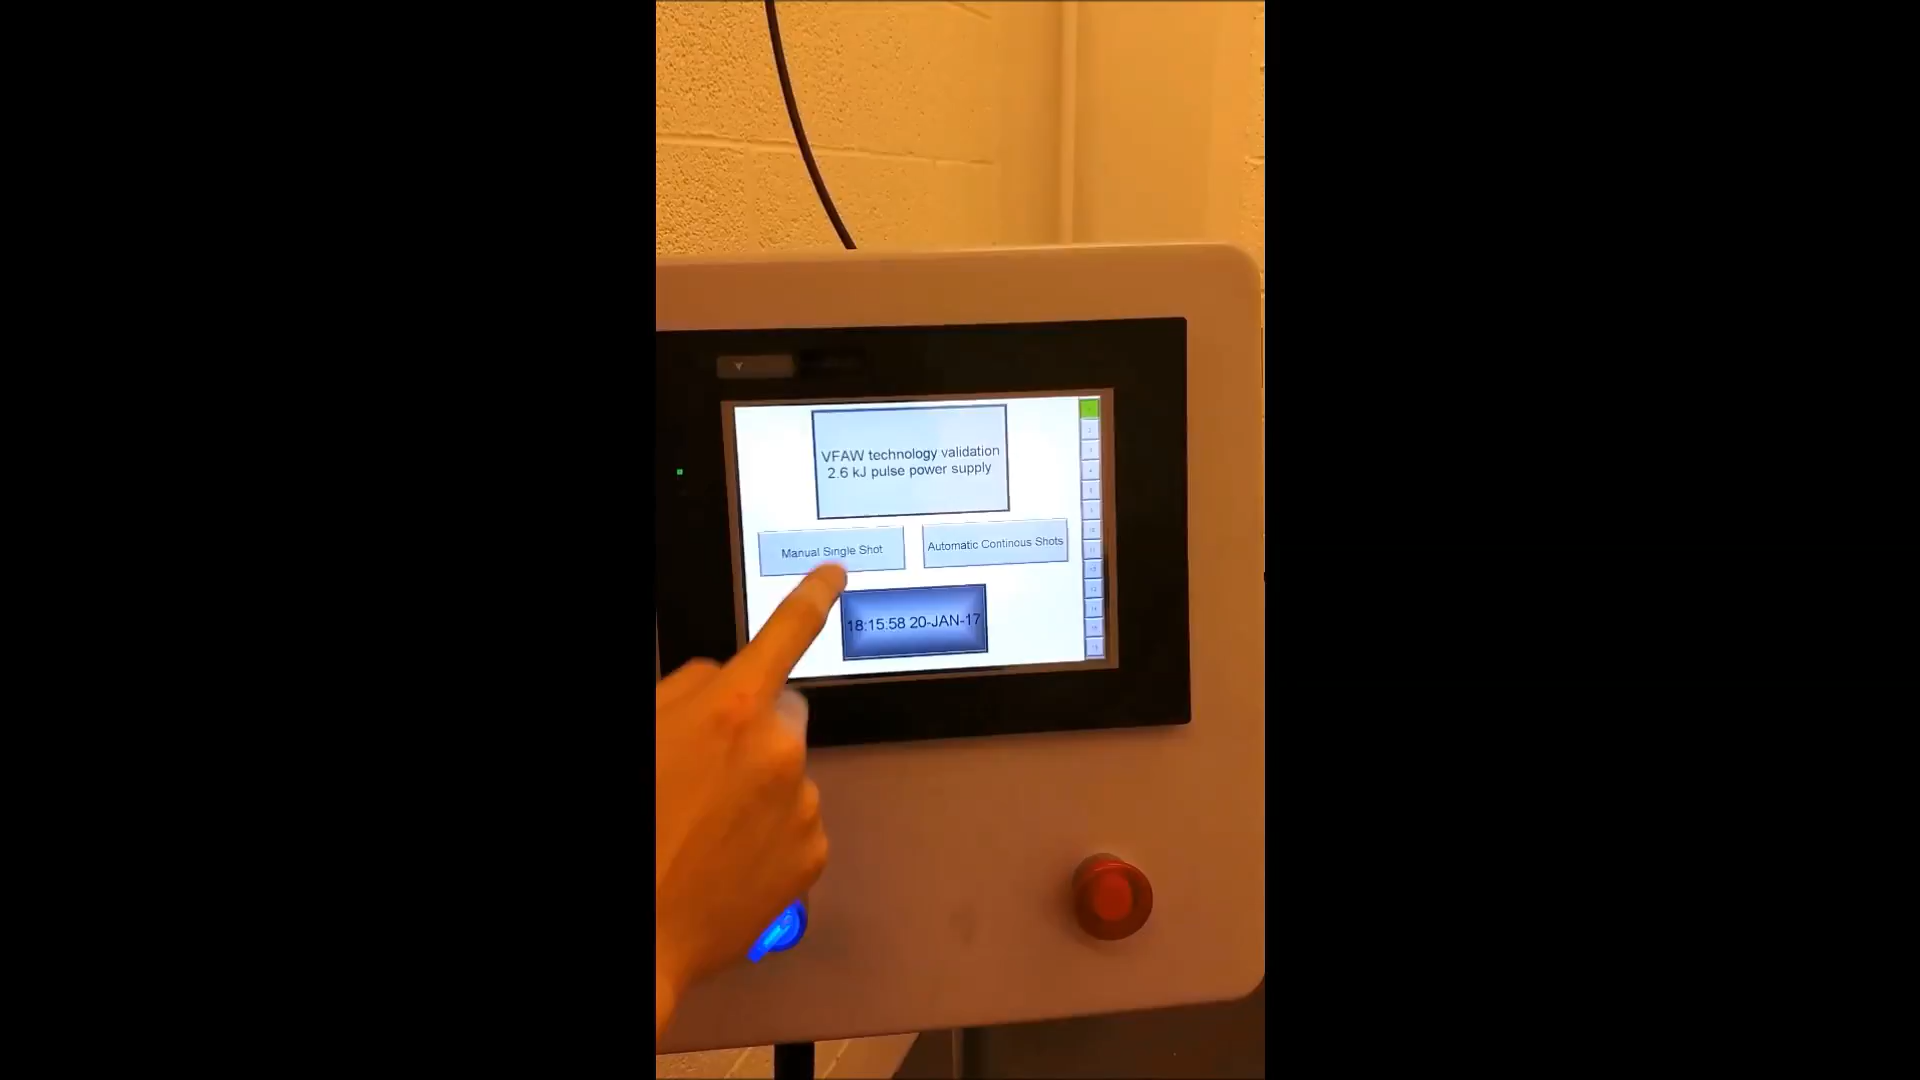 VFAW technology validation
2.6 kJ pulse power supply
Manual Single Shot
Automatic Continous Shots
18:15.58 20-JAN-17